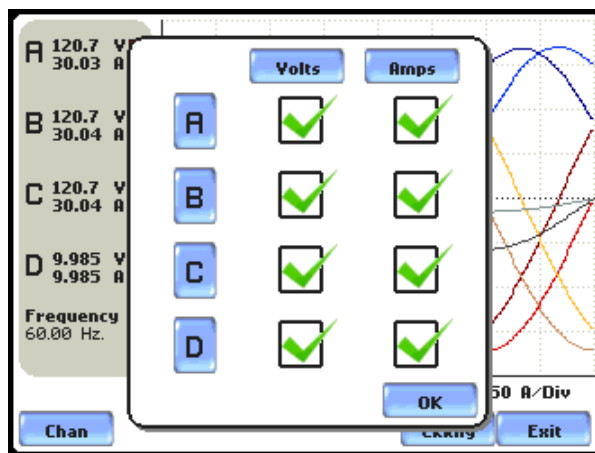 A 120.7 V
30.03 A
B 120.7 V
30.04 A
C 120.7 V
30.04 A
D 9.985 V
9.985 A
Frequency
60.00 Hz.
Volts Amps
A
B
C
D
OK
50 A/Div
Chan
Exit